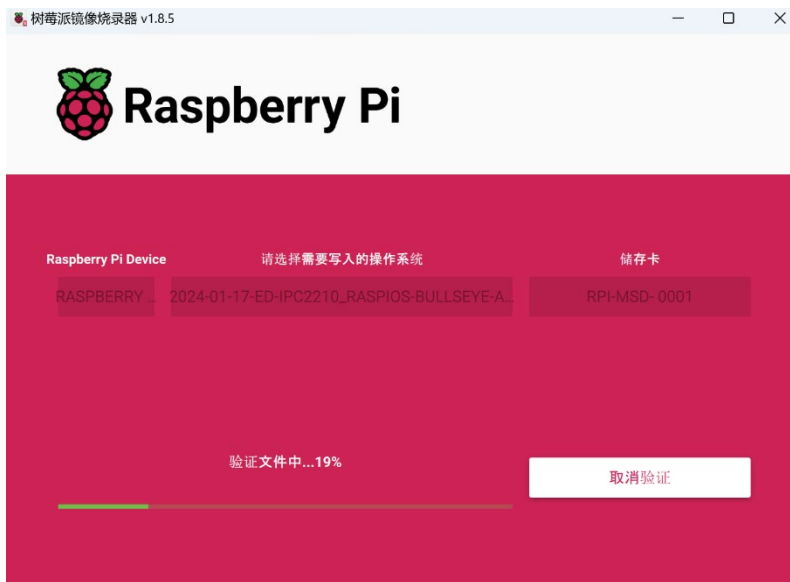 树莓派镜像烧录器 v1.8.5
Raspberry Pi
Raspberry Pi Device
请选择需要写入的操作系统
储存卡
RASPBERRY ...
2024-01-17-ED-IPC2210_RASPIOS-BULLSEYE-A...
RPI-MSD- 0001
验证文件中...19%
取消验证